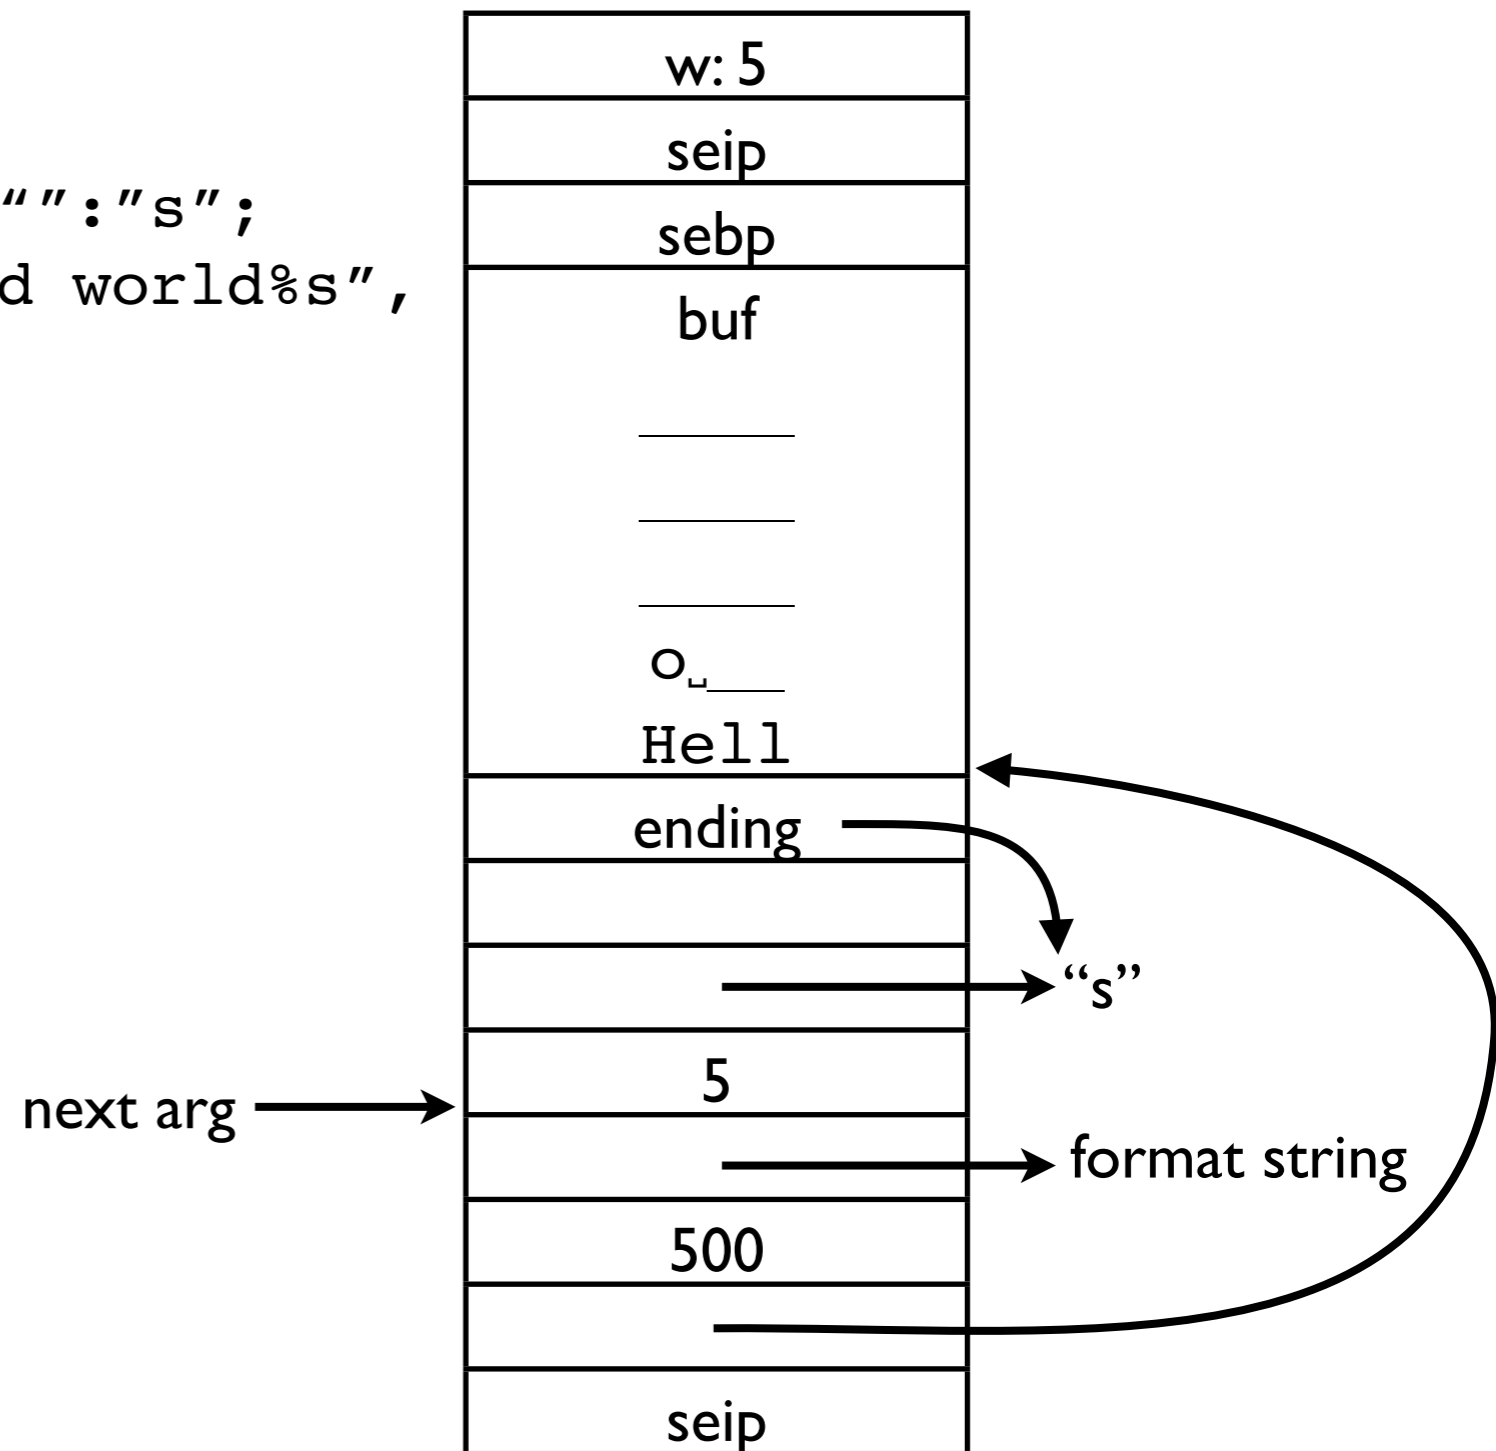 w: 5
seip
“”:”s”;
sebp
d world%s”,
buf
o␣
Hell
ending
“s”
5
next arg
format string
500
seip